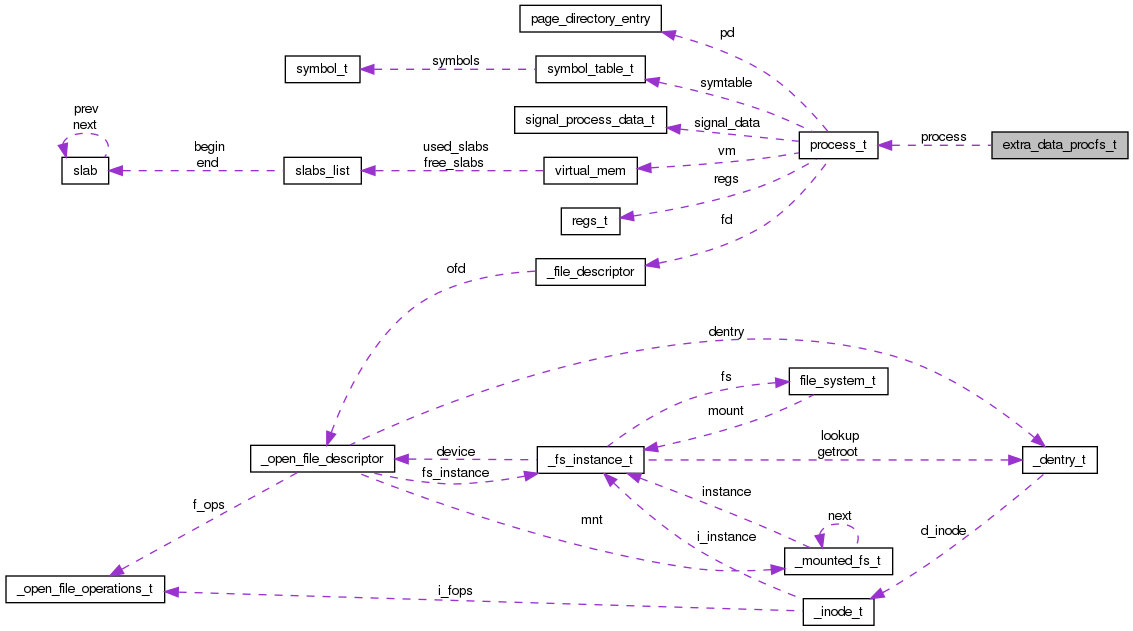 page_directory_entry
pd
symbol_t
symbols
symbol_table_t
symtable
prev
next
signal_process_data_t
signal_data
process_t
process
extra_data_procfs_t
slab
begin
end
slabs_list
used_slabs
free_slabs
virtual_mem
vm
regs
regs_t
fd
ofd
_file_descriptor
dentry
fs
file_system_t
mount
_open_file_descriptor
device
fs_instance
_fs_instance_t
lookup
getroot
_dentry_t
f_ops
mnt
instance
i_instance
next
d_inode
_mounted_fs_t
_open_file_operations_t
i_fops
_inode_t